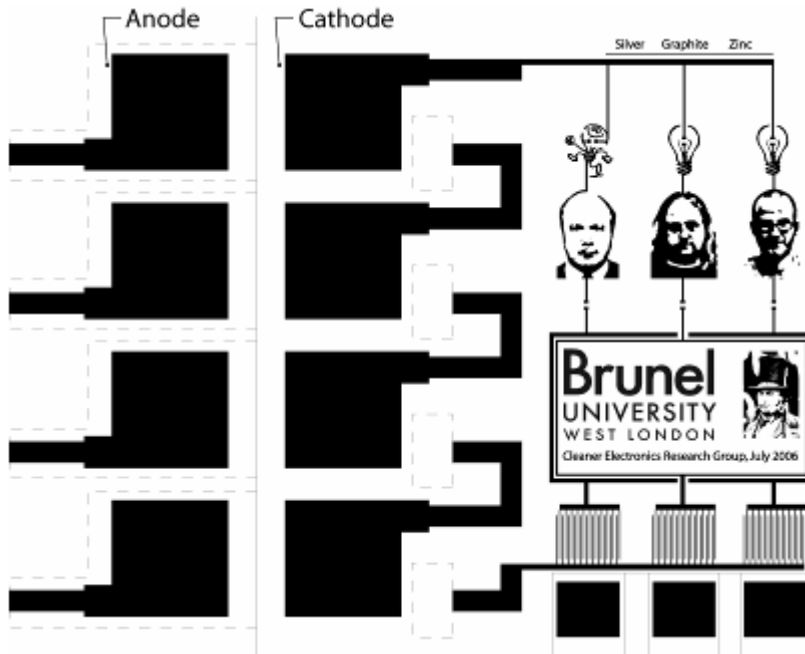 Anode
Cathode
Silver Graphite Zinc
Brunel
UNIVERSITY
WEST LONDON
Cleaner Electronics Research Group, July 2006